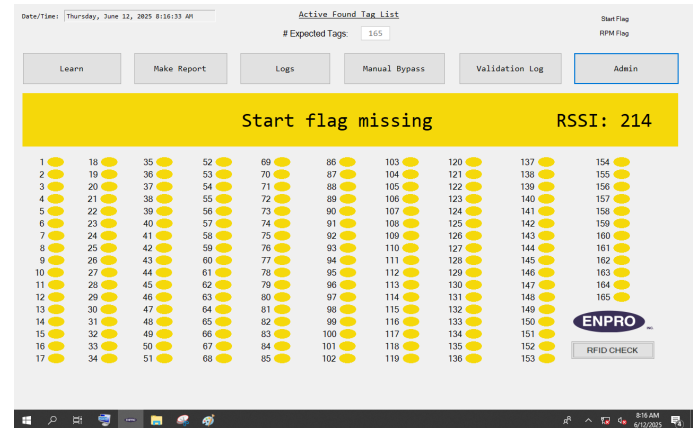 Date/Time: Thursday, June 12, 2025 8:16:33 AM
Active Found Tag List
Start Flag
# Expected Tags: 165
RPM Flag
Learn Make Report Logs Manual Bypass Validation Log Admin
Start flag missing RSSI: 214
1 18 35 52 69 86 103 120 137 154
2 19 36 53 70 87 104 121 138 155
3 20 37 54 71 88 105 122 139 156
4 21 38 55 72 89 106 123 140 157
5 22 39 56 73 90 107 124 141 158
6 23 40 57 74 91 108 125 142 159
7 24 41 58 75 92 109 126 143 160
8 25 42 59 76 93 110 127 144 161
9 26 43 60 77 94 111 128 145 162
10 27 44 61 78 95 112 129 146 163
11 28 45 62 79 96 113 130 147 164
12 29 46 63 80 97 114 131 148 165
13 30 47 64 81 98 115 132 149
14 31 48 65 82 99 116 133 150 ENPRO INC
15 32 49 66 83 100 117 134 151
16 33 50 67 84 101 118 135 152 RFID CHECK
17 34 51 68 85 102 119 136 153
8:16 AM
6/12/2025